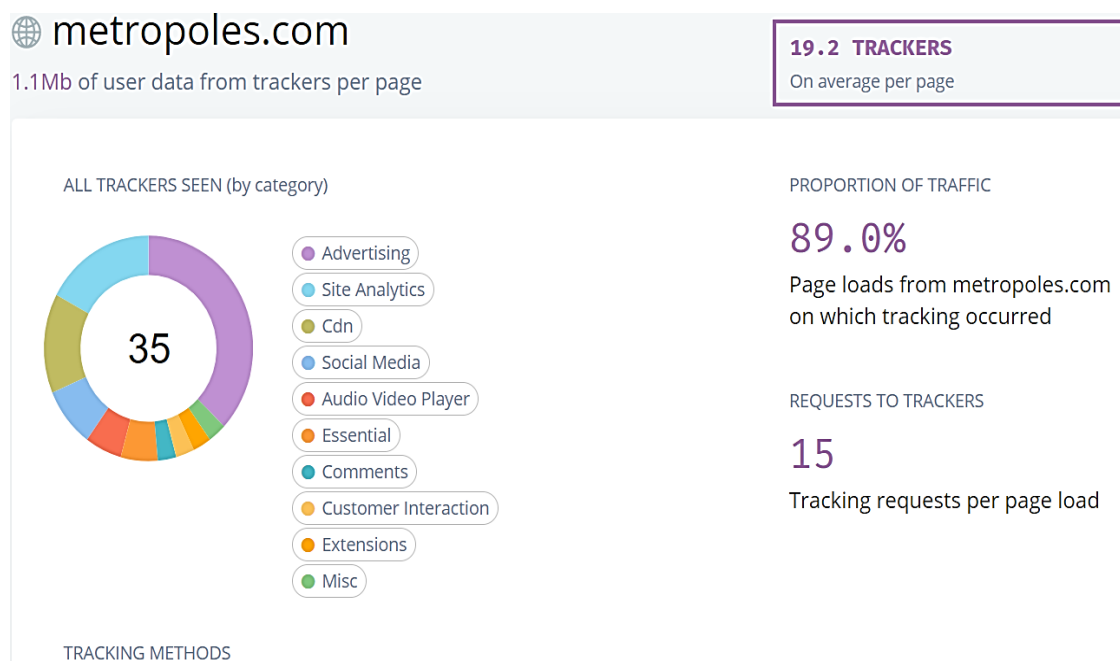 metropoles.com
1.1Mb of user data from trackers per page
19.2 TRACKERS
On average per page
ALL TRACKERS SEEN (by category)
35
Advertising
Site Analytics
Cdn
Social Media
Audio Video Player
Essential
Comments
Customer Interaction
Extensions
Misc
PROPORTION OF TRAFFIC
89.0%
Page loads from metropoles.com
on which tracking occurred
REQUESTS TO TRACKERS
15
Tracking requests per page load
TRACKING METHODS